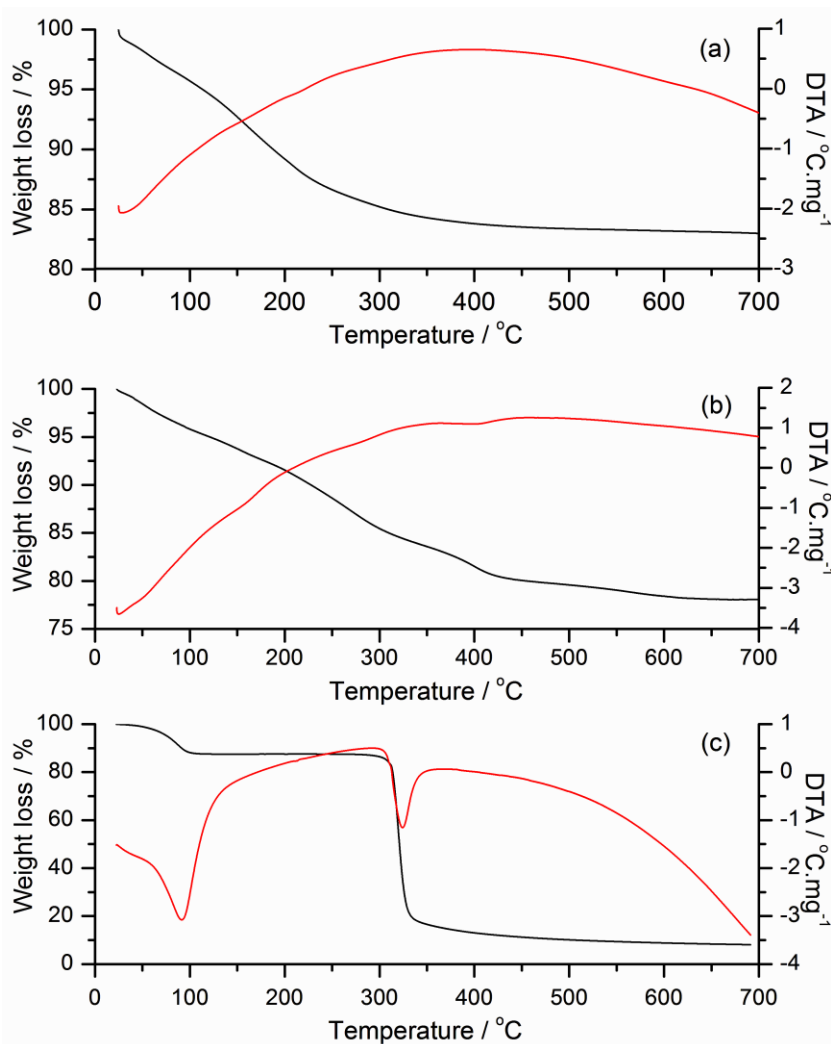 (a)
Weight loss / %
100
95
90
85
80
DTA / °C.mg⁻¹
1
0
-1
-2
-3
0 100 200 300 400 500 600 700
Temperature / °C
(b)
Weight loss / %
100
95
90
85
80
75
DTA / °C.mg⁻¹
2
1
0
-1
-2
-3
-4
0 100 200 300 400 500 600 700
Temperature / °C
(c)
Weight loss / %
100
80
60
40
20
0
DTA / °C.mg⁻¹
1
0
-1
-2
-3
-4
0 100 200 300 400 500 600 700
Temperature / °C